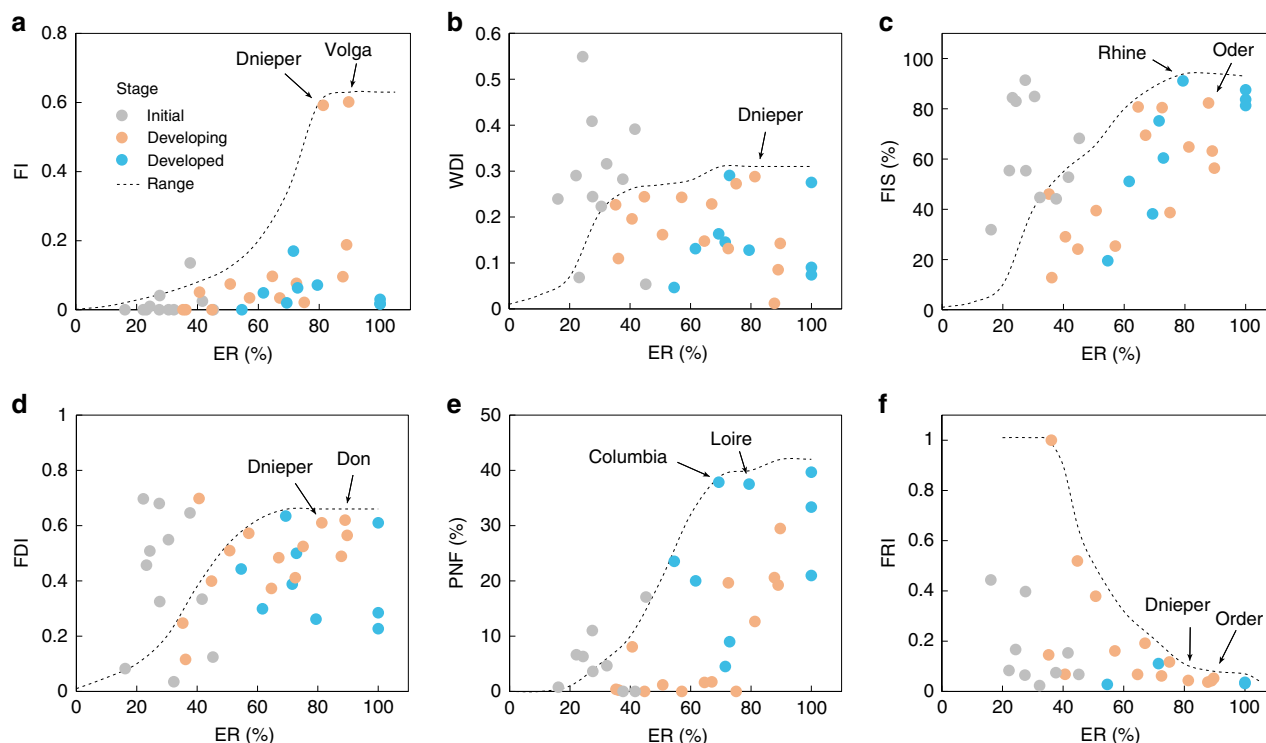 a
0.8
0.6
0.4
0.2
0
FI
Dnieper
Volga
Stage
Initial
Developing
Developed
Range
0
20
40
60
80
100
ER (%)
b
0.6
0.5
0.4
0.3
0.2
0.1
0
WDI
Dnieper
0
20
40
60
80
100
ER (%)
c
100
80
60
40
20
0
FIS (%)
Rhine
Oder
0
20
40
60
80
100
ER (%)
d
1
0.8
0.6
0.4
0.2
0
FDI
Dnieper
Don
0
20
40
60
80
100
ER (%)
e
50
40
30
20
10
0
PNF (%)
Columbia
Loire
0
20
40
60
80
100
ER (%)
f
1
0.8
0.6
0.4
0.2
0
FRI
Dnieper
Order
0
20
40
60
80
100
ER (%)